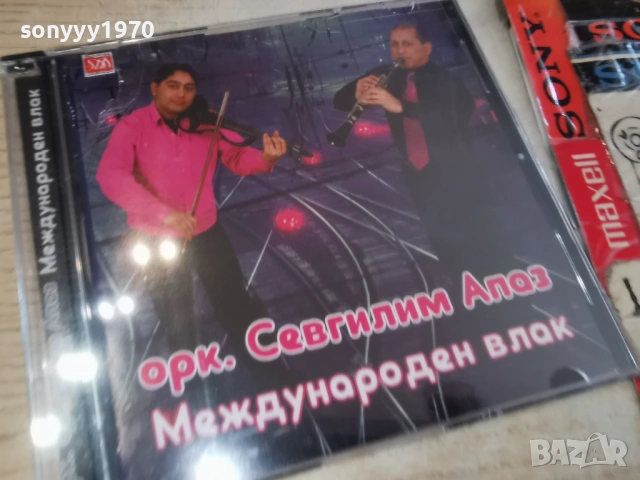 sonyyy1970
Международен влак
орк. Севгилим Апаз
Международен влак
SONY
maxell
BAZAR